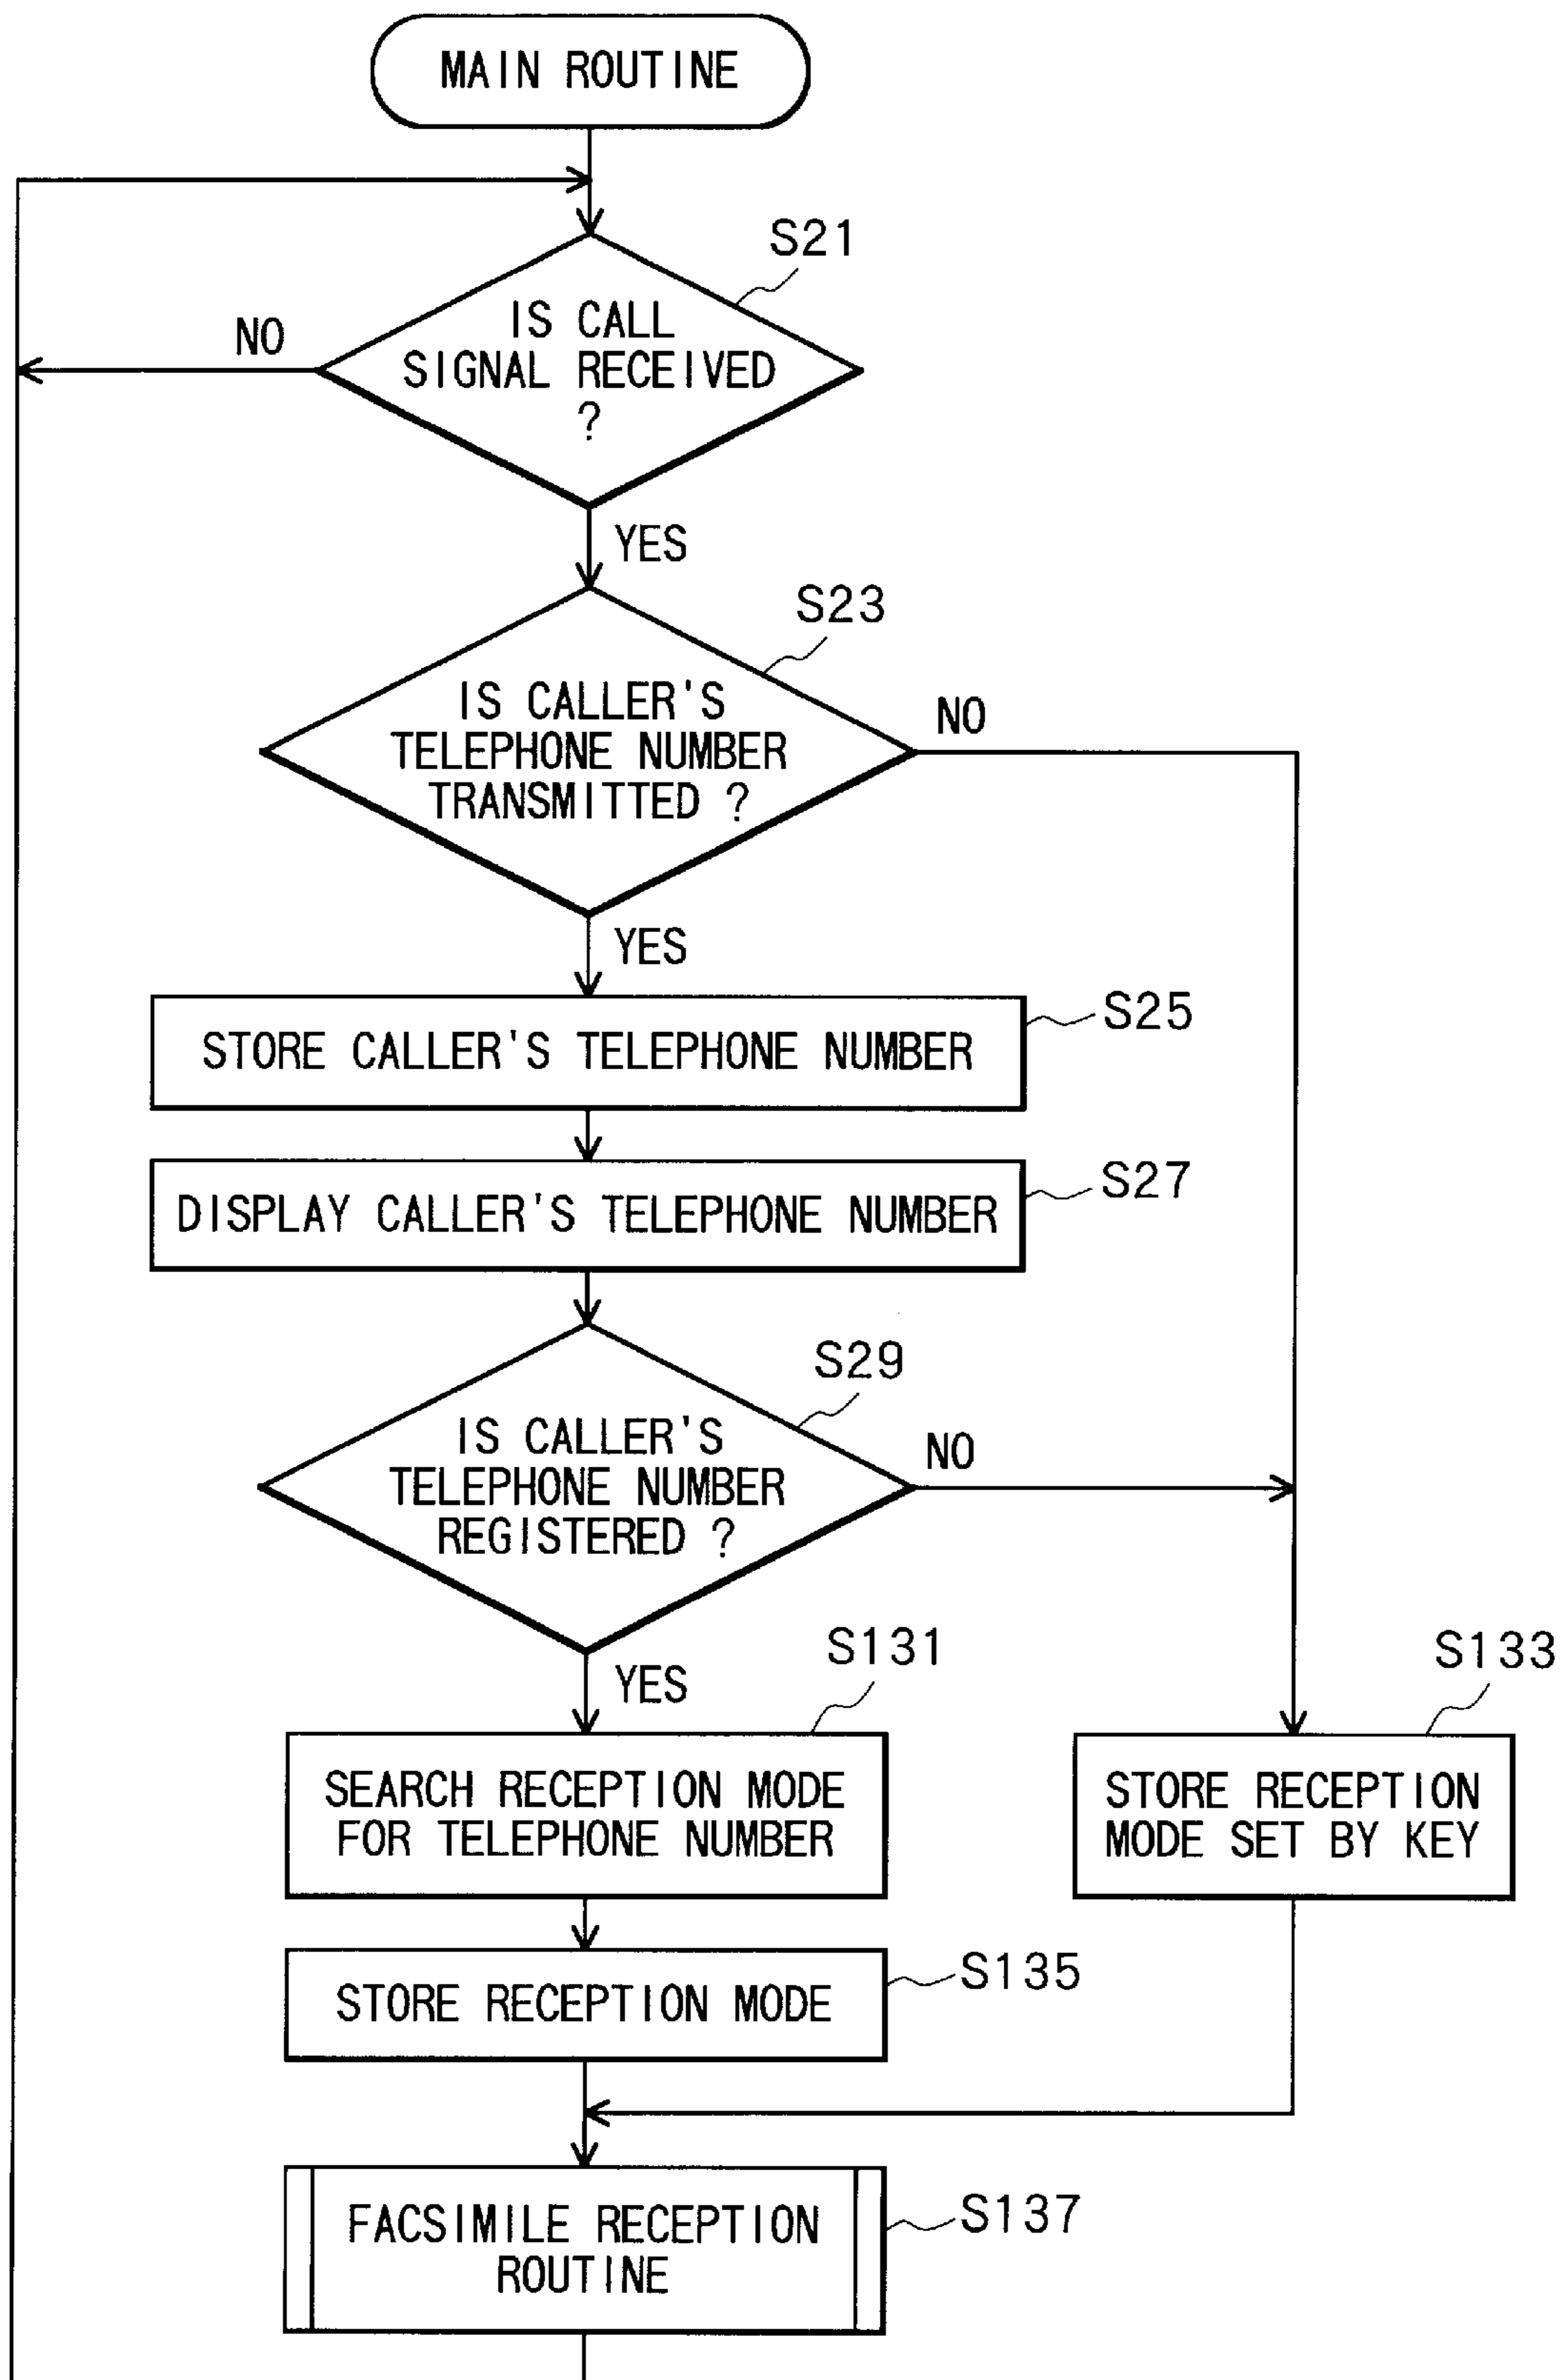 MAIN ROUTINE
S21
IS CALL
SIGNAL RECEIVED
?
NO
YES
S23
IS CALLER'S
TELEPHONE NUMBER
TRANSMITTED ?
NO
YES
S25
STORE CALLER'S TELEPHONE NUMBER
S27
DISPLAY CALLER'S TELEPHONE NUMBER
S29
IS CALLER'S
TELEPHONE NUMBER
REGISTERED ?
NO
YES
S131
SEARCH RECEPTION MODE
FOR TELEPHONE NUMBER
S133
STORE RECEPTION
MODE SET BY KEY
S135
STORE RECEPTION MODE
S137
FACSIMILE RECEPTION
ROUTINE